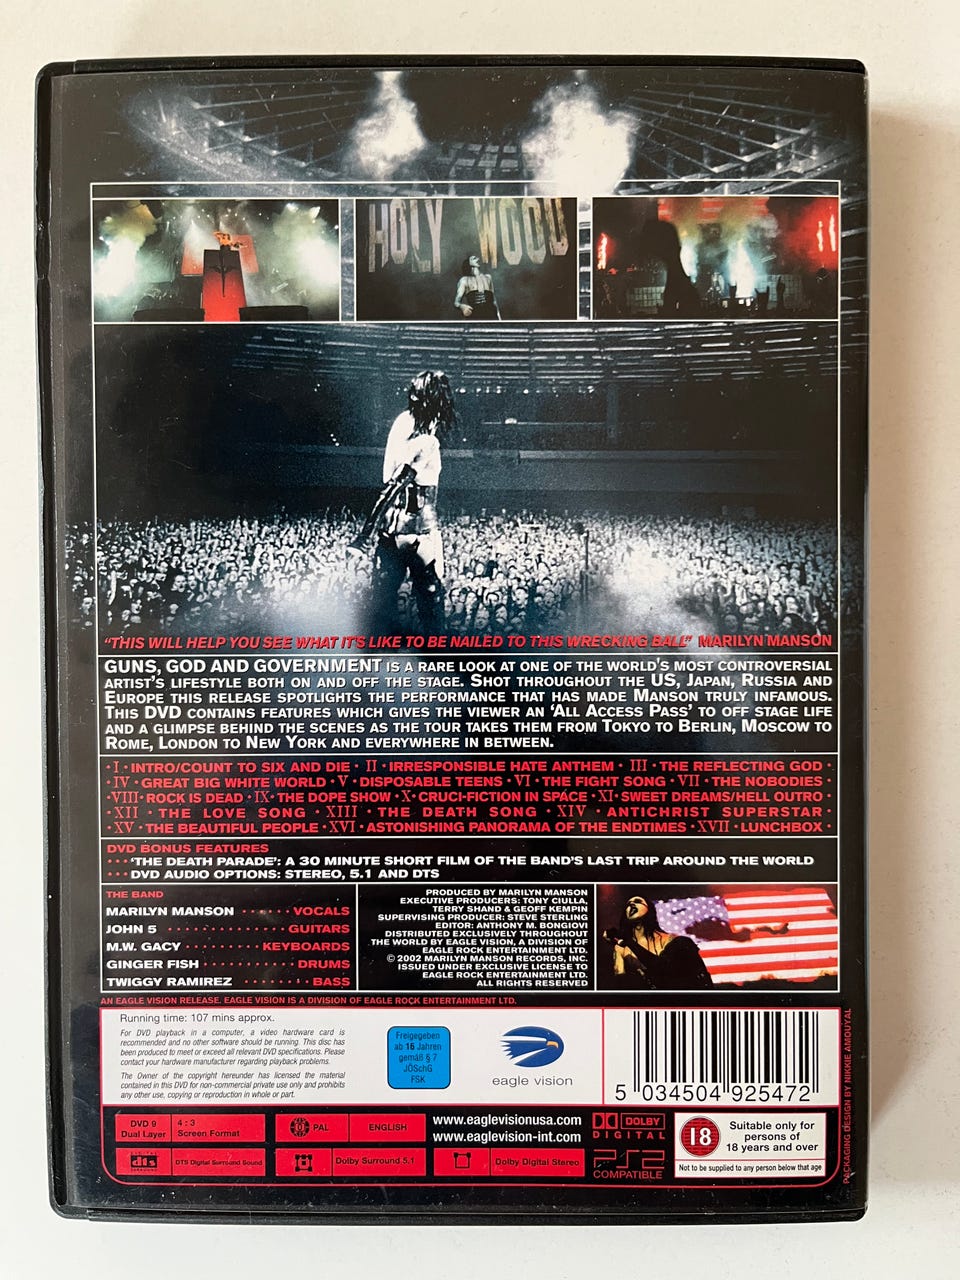 HOLY WOOD
"THIS WILL HELP YOU SEE WHAT IT'S LIKE TO BE NAILED TO THIS WRECKING BALL" MARILYN MANSON
GUNS, GOD AND GOVERNMENT IS A RARE LOOK AT ONE OF THE WORLD'S MOST CONTROVERSIAL
ARTIST'S LIFESTYLE BOTH ON AND OFF THE STAGE. SHOT THROUGHOUT THE US, JAPAN, RUSSIA AND
EUROPE THIS RELEASE SPOTLIGHTS THE PERFORMANCE THAT HAS MADE MANSON TRULY INFAMOUS.
THIS DVD CONTAINS FEATURES WHICH GIVES THE VIEWER AN 'ALL ACCESS PASS' TO OFF STAGE LIFE
AND A GLIMPSE BEHIND THE SCENES AS THE TOUR TAKES THEM FROM TOKYO TO BERLIN, MOSCOW TO
ROME, LONDON TO NEW YORK AND EVERYWHERE IN BETWEEN.
· I · INTRO/COUNT TO SIX AND DIE · II · IRRESPONSIBLE HATE ANTHEM · III · THE REFLECTING GOD ·
· IV · GREAT BIG WHITE WORLD · V · DISPOSABLE TEENS · VI · THE FIGHT SONG · VII · THE NOBODIES
· VIII · ROCK IS DEAD · IX · THE DOPE SHOW · X · CRUCI-FICTION IN SPACE · XI · SWEET DREAMS/HELL OUTRO ·
· XII · THE LOVE SONG · XIII · THE DEATH SONG · XIV · ANTICHRIST SUPERSTAR
· XV · THE BEAUTIFUL PEOPLE · XVI · ASTONISHING PANORAMA OF THE ENDTIMES · XVII · LUNCHBOX ·
DVD BONUS FEATURES
···'THE DEATH PARADE': A 30 MINUTE SHORT FILM OF THE BAND'S LAST TRIP AROUND THE WORLD
···DVD AUDIO OPTIONS: STEREO, 5.1 AND DTS
THE BAND
MARILYN MANSON ······· VOCALS
JOHN 5 ············· GUITARS
M.W. GACY ·········· KEYBOARDS
GINGER FISH ··········· DRUMS
TWIGGY RAMIREZ ······· BASS
PRODUCED BY MARILYN MANSON
EXECUTIVE PRODUCERS: TONY CIULLA,
TERRY SHAND & GEOFF KEMPIN
SUPERVISING PRODUCER: STEVE STERLING
EDITOR: ANTHONY M. BONGIOVI
DISTRIBUTED EXCLUSIVELY THROUGHOUT
THE WORLD BY EAGLE VISION, A DIVISION OF
EAGLE ROCK ENTERTAINMENT LTD.
© 2002 MARILYN MANSON RECORDS, INC.
ISSUED UNDER EXCLUSIVE LICENSE TO
EAGLE ROCK ENTERTAINMENT LTD.
ALL RIGHTS RESERVED
AN EAGLE VISION RELEASE. EAGLE VISION IS A DIVISION OF EAGLE ROCK ENTERTAINMENT LTD.
Running time: 107 mins approx.
For DVD playback in a computer, a video hardware card is
recommended and no other software should be running. This disc has
been produced to meet or exceed all relevant DVD specifications. Please
contact your hardware manufacturer regarding playback problems.
The Owner of the copyright hereunder has licensed the material
contained in this DVD for non-commercial private use only and prohibits
any other use, copying or reproduction in whole or part.
Freigegeben
ab 16 Jahren
gemäß § 7
JÖSchG
FSK
eagle vision
5 034504 925472
PACKAGING DESIGN BY NIKKIE AMOUYAL
DVD 9
Dual Layer
4 : 3
Screen Format
PAL
ENGLISH
dts
DIGITAL
SURROUND
DTS Digital Surround Sound
Dolby Surround 5.1
Dolby Digital Stereo
www.eaglevisionusa.com
www.eaglevision-int.com
DOLBY
DIGITAL
PS2
COMPATIBLE
18
Suitable only for
persons of
18 years and over
Not to be supplied to any person below that age